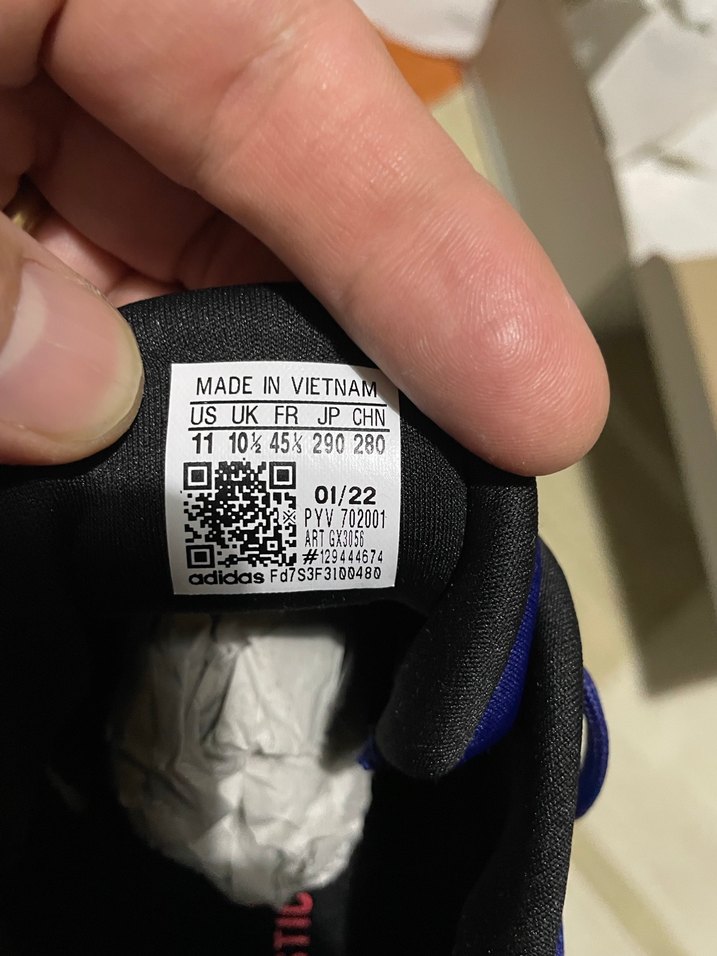 MADE IN VIETNAM
US UK FR JP CHN
11 10½ 45⅓ 290 280
01/22
PYV 702001
ART GX3056
#129444674
adidas Fd7S3F3I00480